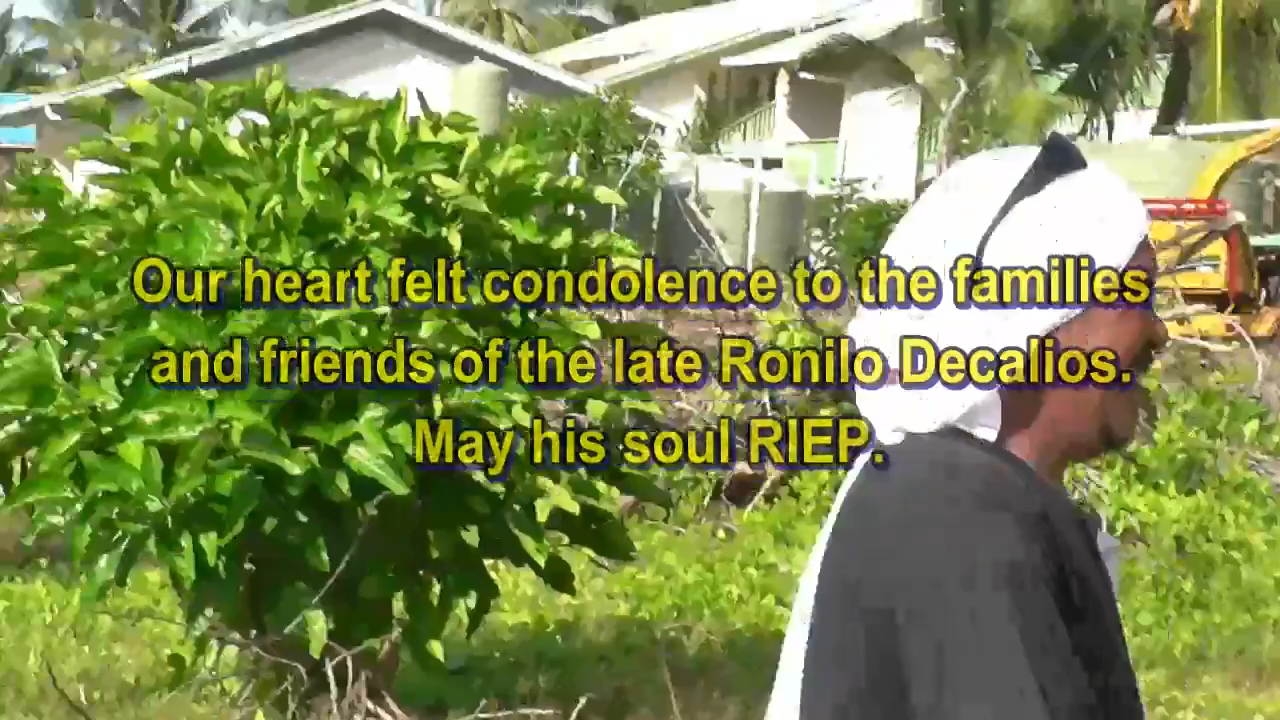 Our heart felt condolence to the families
and friends of the late Ronilo Decalios.
May his soul RIEP.